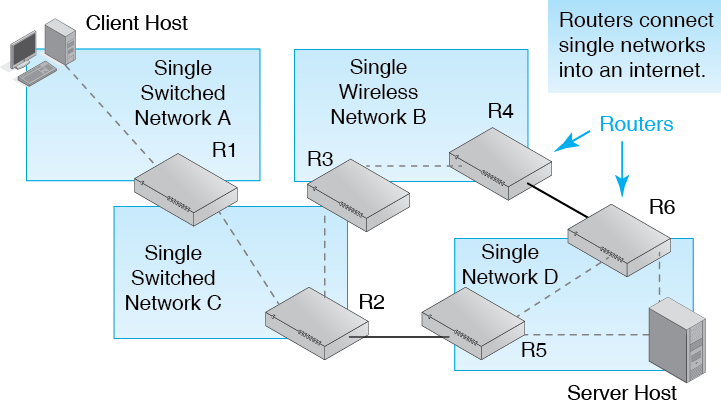 Client Host
Routers connect
single networks
into an internet.
Single
Switched
Network A
Single
Wireless
Network B
R4
Routers
R1
R3
R6
Single
Switched
Network C
Single
Network D
R2
R5
Server Host